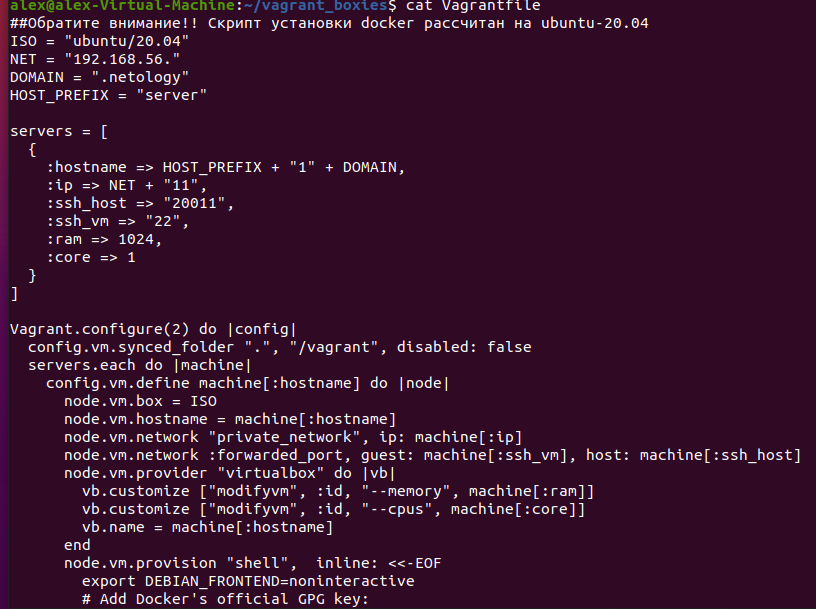 alex@alex-Virtual-Machine:~/vagrant_boxies$ cat Vagrantfile
##Обратите внимание!! Скрипт установки docker рассчитан на ubuntu-20.04
ISO = "ubuntu/20.04"
NET = "192.168.56."
DOMAIN = ".netology"
HOST_PREFIX = "server"

servers = [
  {
    :hostname => HOST_PREFIX + "1" + DOMAIN,
    :ip => NET + "11",
    :ssh_host => "20011",
    :ssh_vm => "22",
    :ram => 1024,
    :core => 1
  }
]

Vagrant.configure(2) do |config|
  config.vm.synced_folder ".", "/vagrant", disabled: false
  servers.each do |machine|
    config.vm.define machine[:hostname] do |node|
      node.vm.box = ISO
      node.vm.hostname = machine[:hostname]
      node.vm.network "private_network", ip: machine[:ip]
      node.vm.network :forwarded_port, guest: machine[:ssh_vm], host: machine[:ssh_host]
      node.vm.provider "virtualbox" do |vb|
        vb.customize ["modifyvm", :id, "--memory", machine[:ram]]
        vb.customize ["modifyvm", :id, "--cpus", machine[:core]]
        vb.name = machine[:hostname]
      end
      node.vm.provision "shell",  inline: <<-EOF
        export DEBIAN_FRONTEND=noninteractive
        # Add Docker's official GPG key: